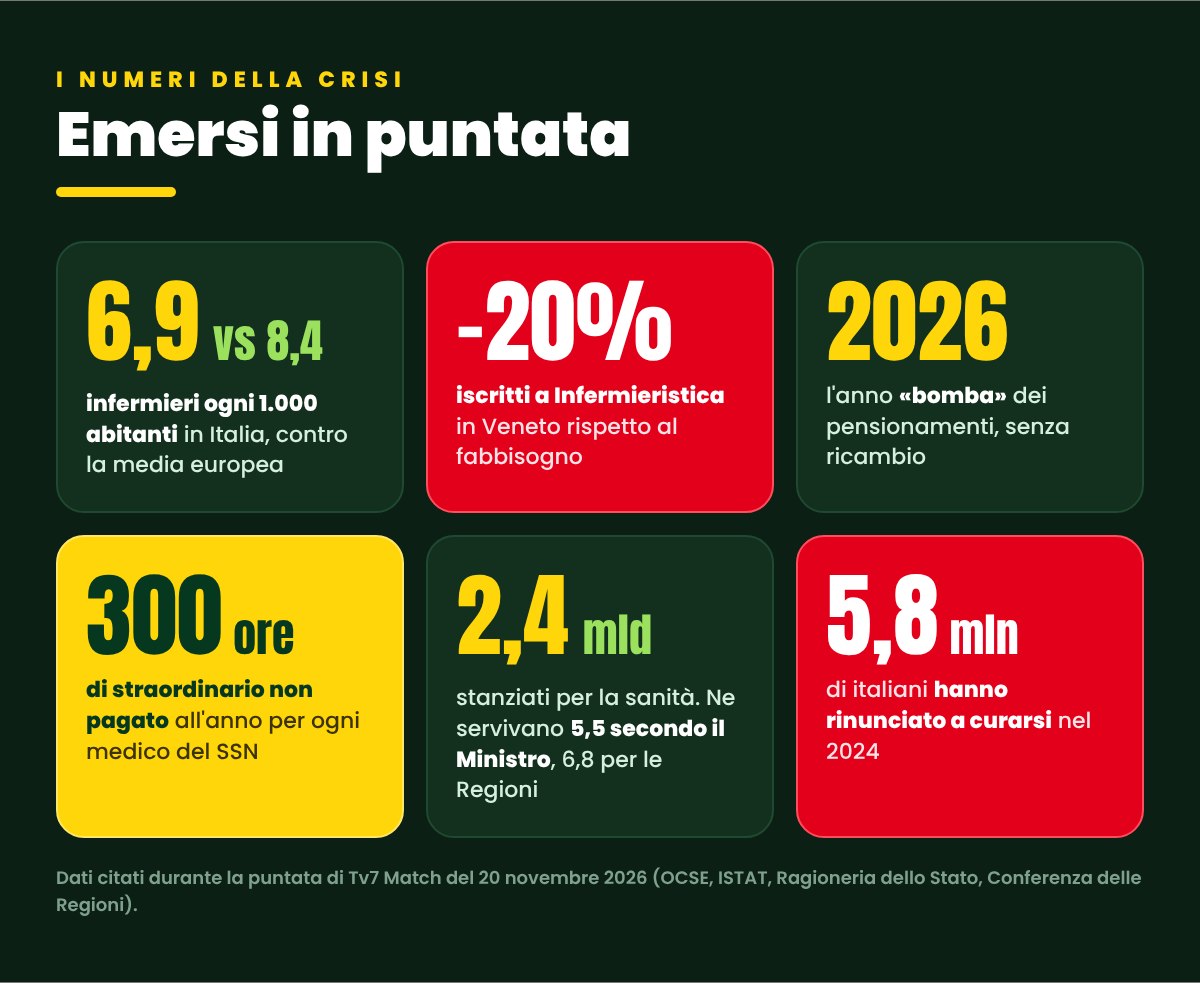 I NUMERI DELLA CRISI
Emersi in puntata
6,9 vs 8,4
infermieri ogni 1.000
abitanti in Italia, contro
la media europea
-20%
iscritti a Infermieristica
in Veneto rispetto al
fabbisogno
2026
l'anno «bomba» dei
pensionamenti, senza
ricambio
300 ore
di straordinario non
pagato all'anno per ogni
medico del SSN
2,4 mld
stanziati per la sanità. Ne
servivano 5,5 secondo il
Ministro, 6,8 per le
Regioni
5,8 mln
di italiani hanno
rinunciato a curarsi nel
2024
Dati citati durante la puntata di Tv7 Match del 20 novembre 2026 (OCSE, ISTAT, Ragioneria dello Stato, Conferenza delle
Regioni).